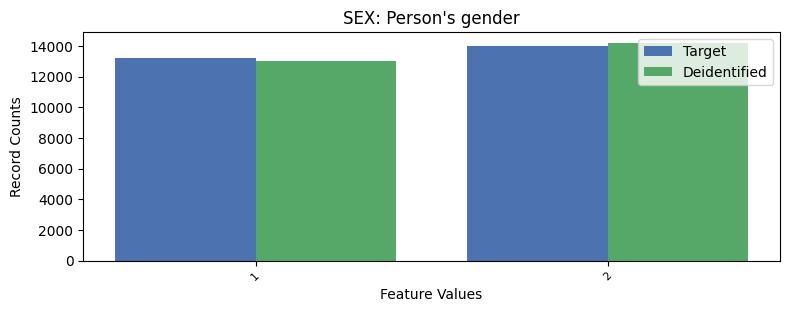 SEX: Person's gender
Target
Deidentified
14000
12000
10000
8000
6000
4000
2000
0
Record Counts
1
2
Feature Values